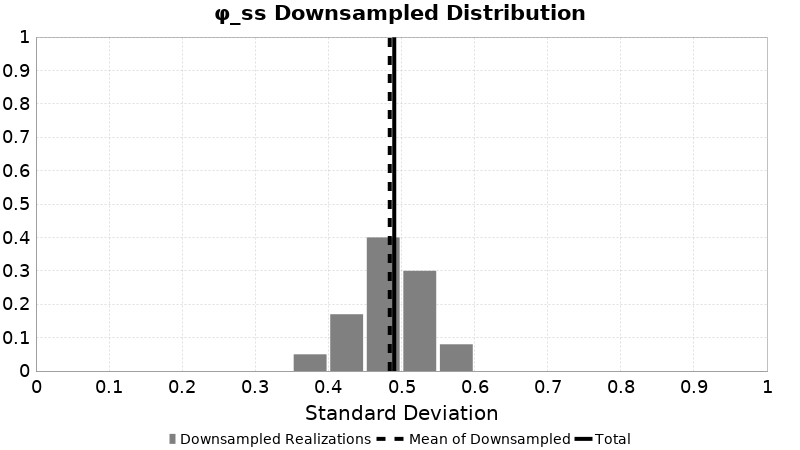 φ_ss Downsampled Distribution
1
0.9
0.8
0.7
0.6
0.5
0.4
0.3
0.2
0.1
0
0 0.1 0.2 0.3 0.4 0.5 0.6 0.7 0.8 0.9 1
Standard Deviation
Downsampled Realizations Mean of Downsampled Total